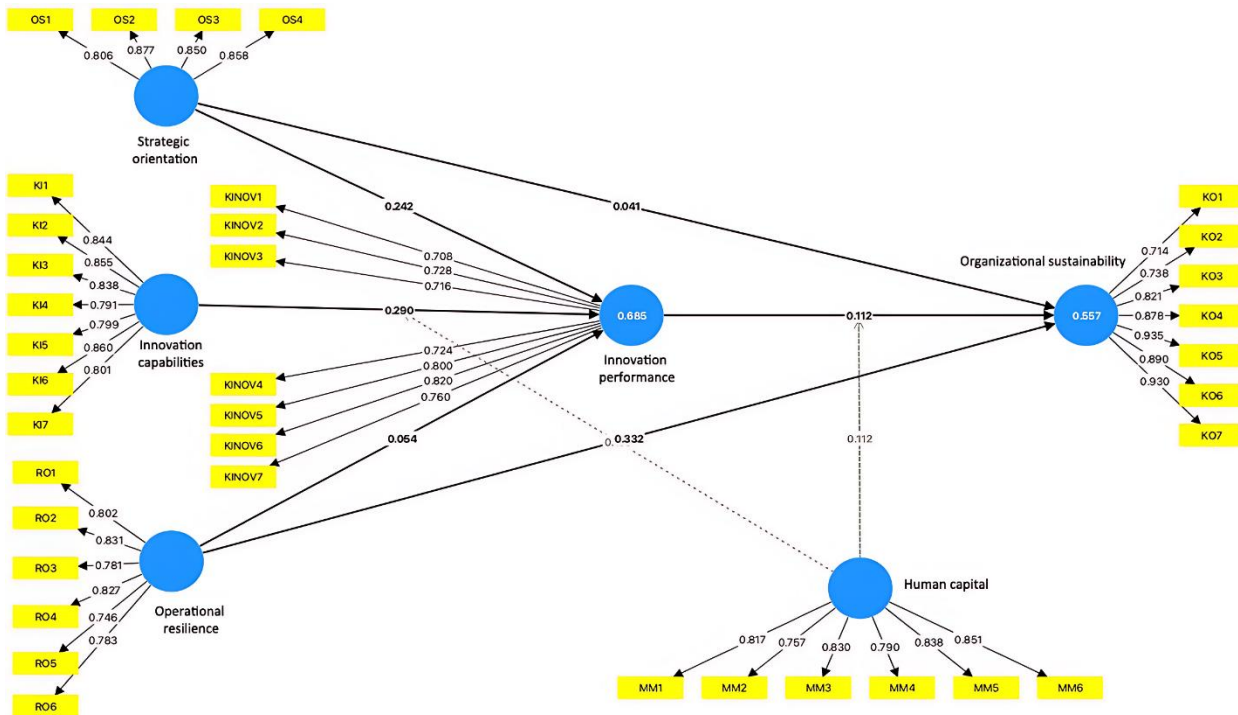 OS1
OS2
OS3
OS4
0.806
0.877
0.850
0.858
Strategic
orientation
KI1
KI2
KI3
KI4
KI5
KI6
KI7
0.844
0.855
0.838
0.791
0.799
0.860
0.801
Innovation
capabilities
KINOV1
KINOV2
KINOV3
0.708
0.728
0.716
KINOV4
KINOV5
KINOV6
KINOV7
0.724
0.800
0.820
0.760
0.242
0.041
0.290
0.685
Innovation
performance
0.112
0.054
0.332
0.112
Organizational sustainability
0.557
KO1
KO2
KO3
KO4
KO5
KO6
KO7
0.714
0.738
0.821
0.878
0.935
0.890
0.930
RO1
RO2
RO3
RO4
RO5
RO6
0.802
0.831
0.781
0.827
0.746
0.783
Operational
resilience
Human capital
0.817
0.757
0.830
0.790
0.838
0.851
MM1
MM2
MM3
MM4
MM5
MM6